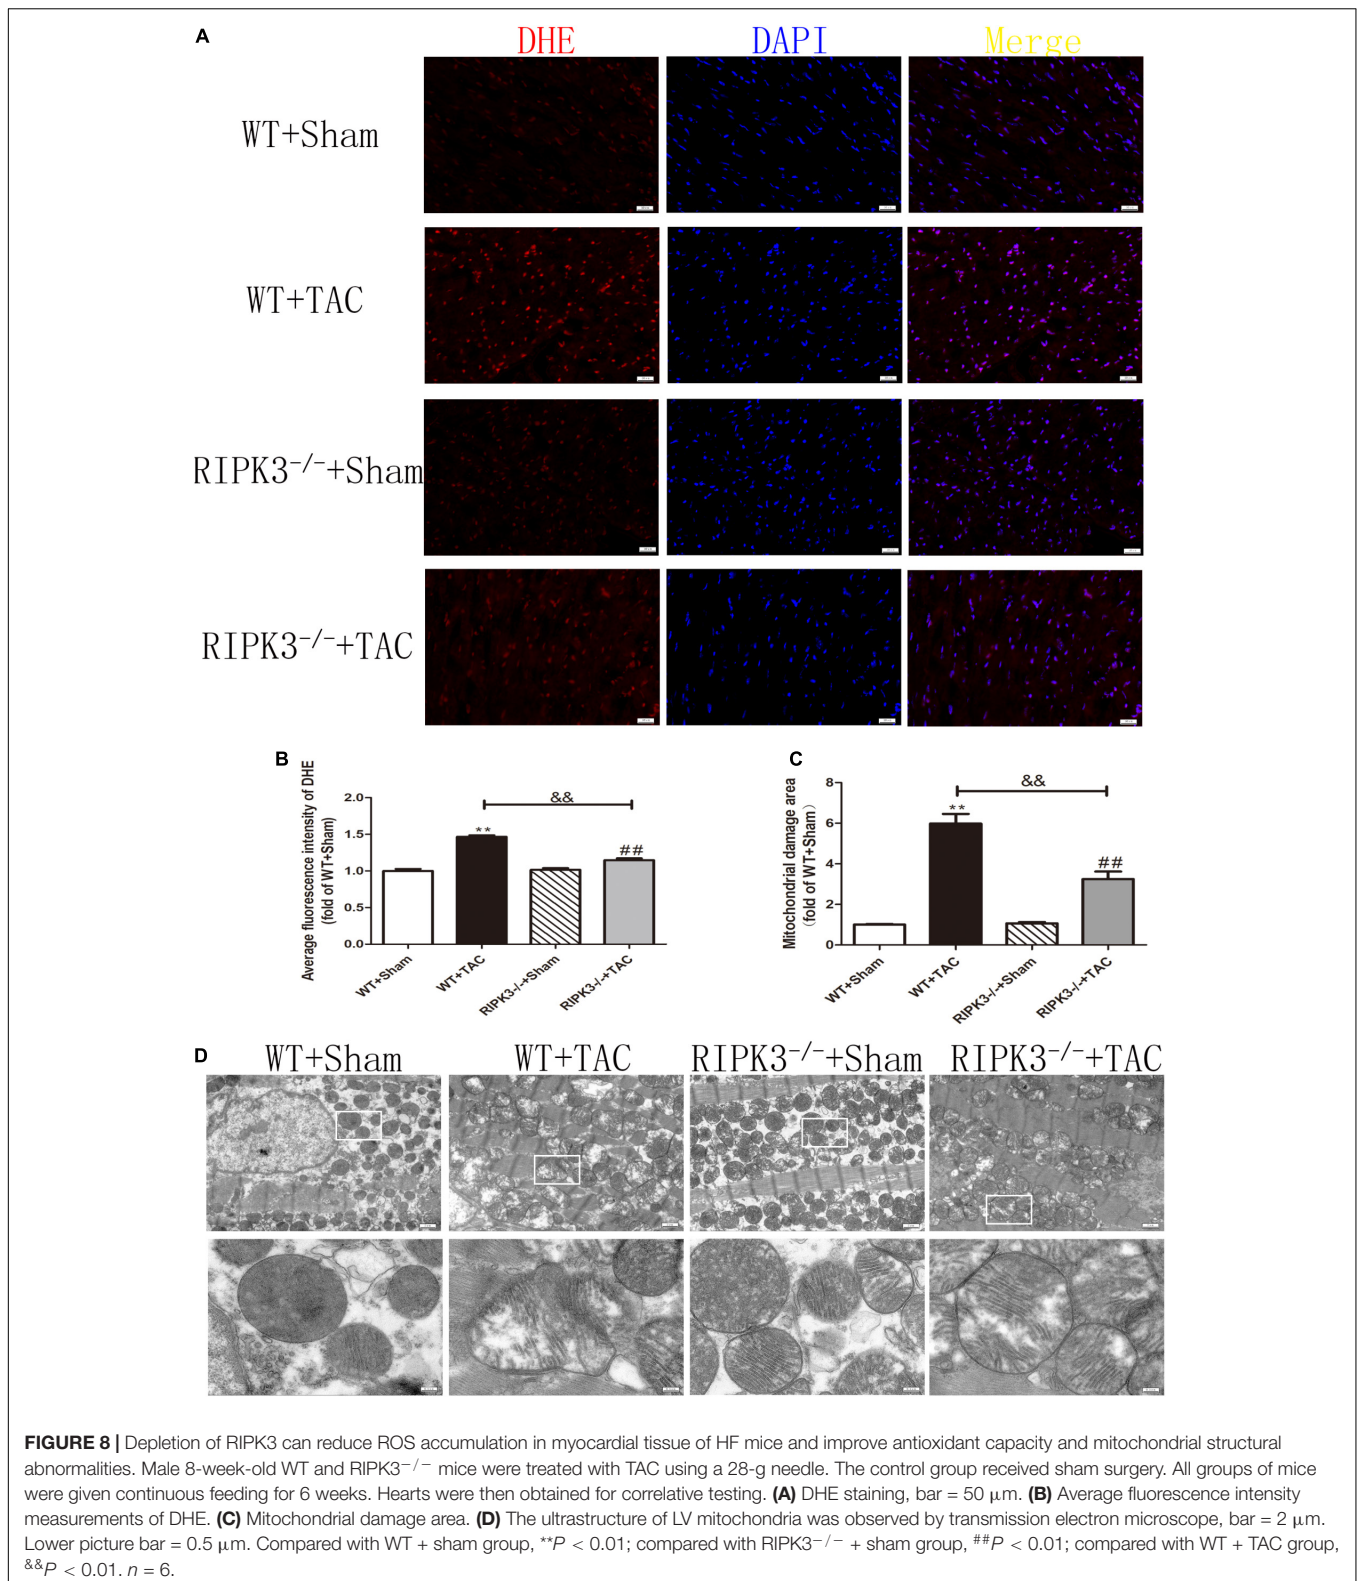 A
DHE DAPI Merge
WT+Sham
WT+TAC
RIPK3⁻/⁻+Sham
RIPK3⁻/⁻+TAC
B
Average fluorescence intensity of DHE
(fold of WT+Sham)
2.0
1.5
1.0
0.5
0.0
**
&&
##
WT+Sham
WT+TAC
RIPK3-/-+Sham
RIPK3-/-+TAC
C
Mitochondrial damage area
(fold of WT+Sham)
8
6
4
2
0
**
&&
##
WT+Sham
WT+TAC
RIPK3-/-+Sham
RIPK3-/-+TAC
D
WT+Sham WT+TAC RIPK3⁻/⁻+Sham RIPK3⁻/⁻+TAC
FIGURE 8 | Depletion of RIPK3 can reduce ROS accumulation in myocardial tissue of HF mice and improve antioxidant capacity and mitochondrial structural
abnormalities. Male 8-week-old WT and RIPK3⁻/⁻ mice were treated with TAC using a 28-g needle. The control group received sham surgery. All groups of mice
were given continuous feeding for 6 weeks. Hearts were then obtained for correlative testing. (A) DHE staining, bar = 50 μm. (B) Average fluorescence intensity
measurements of DHE. (C) Mitochondrial damage area. (D) The ultrastructure of LV mitochondria was observed by transmission electron microscope, bar = 2 μm.
Lower picture bar = 0.5 μm. Compared with WT + sham group, **P < 0.01; compared with RIPK3⁻/⁻ + sham group, ##P < 0.01; compared with WT + TAC group,
&&P < 0.01. n = 6.